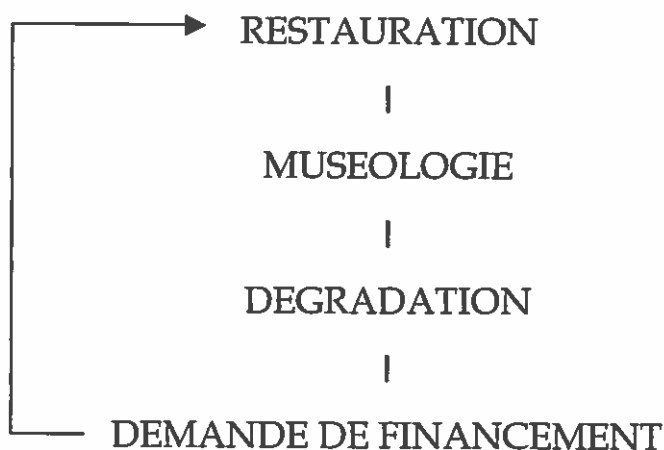 RESTAURATION
MUSEOLOGIE
DEGRADATION
DEMANDE DE FINANCEMENT